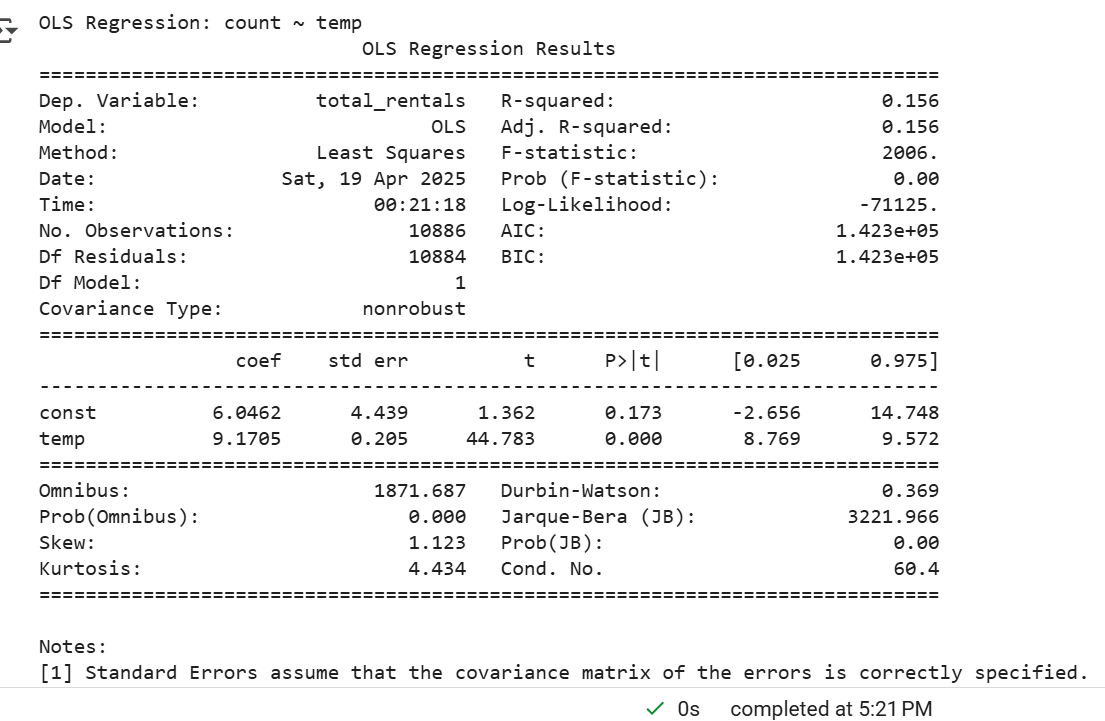 OLS Regression: count ~ temp
                            OLS Regression Results
==============================================================================
Dep. Variable:          total_rentals   R-squared:                       0.156
Model:                            OLS   Adj. R-squared:                  0.156
Method:                 Least Squares   F-statistic:                     2006.
Date:                Sat, 19 Apr 2025   Prob (F-statistic):               0.00
Time:                        00:21:18   Log-Likelihood:                -71125.
No. Observations:               10886   AIC:                         1.423e+05
Df Residuals:                   10884   BIC:                         1.423e+05
Df Model:                           1
Covariance Type:            nonrobust
==============================================================================
                 coef    std err          t      P>|t|      [0.025      0.975]
------------------------------------------------------------------------------
const          6.0462      4.439      1.362      0.173      -2.656      14.748
temp           9.1705      0.205     44.783      0.000       8.769       9.572
==============================================================================
Omnibus:                     1871.687   Durbin-Watson:                   0.369
Prob(Omnibus):                  0.000   Jarque-Bera (JB):             3221.966
Skew:                           1.123   Prob(JB):                         0.00
Kurtosis:                       4.434   Cond. No.                         60.4
==============================================================================

Notes:
[1] Standard Errors assume that the covariance matrix of the errors is correctly specified.
0s completed at 5:21 PM